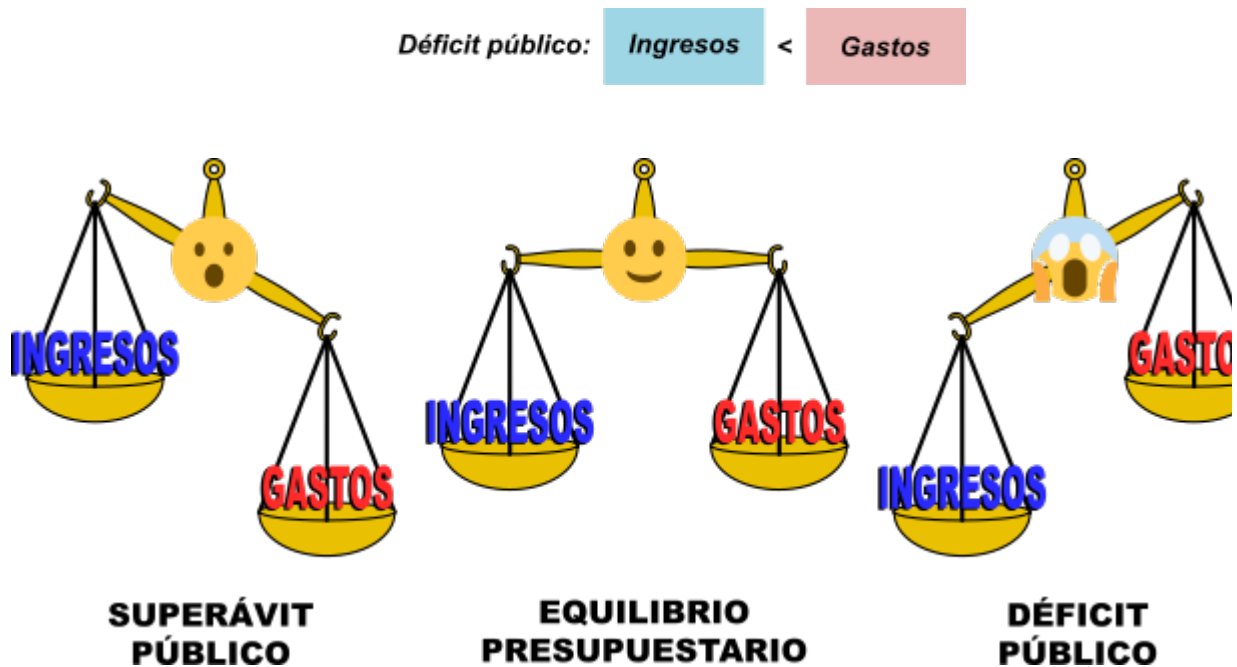 Déficit público: Ingresos < Gastos
INGRESOS
GASTOS
INGRESOS
GASTOS
INGRESOS
GASTO
SUPERÁVIT
PÚBLICO
EQUILIBRIO
PRESUPUESTARIO
DÉFICIT
PÚBLICO